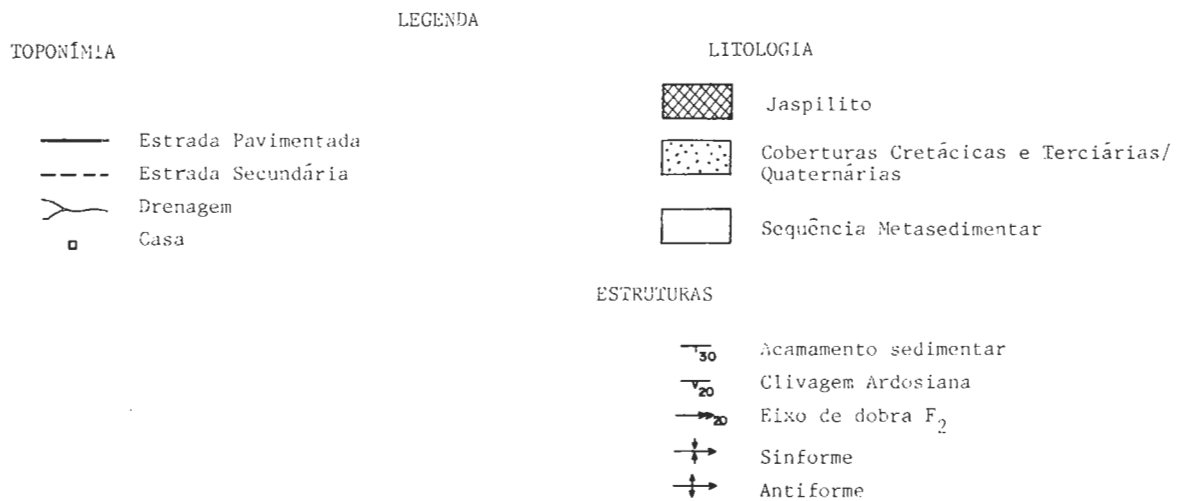 LEGENDA
TOPONÍMIA
Estrada Pavimentada
Estrada Secundária
Drenagem
Casa
LITOLOGIA
Jaspilito
Coberturas Cretácicas e Terciárias/
Quaternárias
Sequência Metasedimentar
ESTRUTURAS
30 Acamamento sedimentar
20 Clivagem Ardosiana
20 Eixo de dobra F2
Sinforme
Antiforme